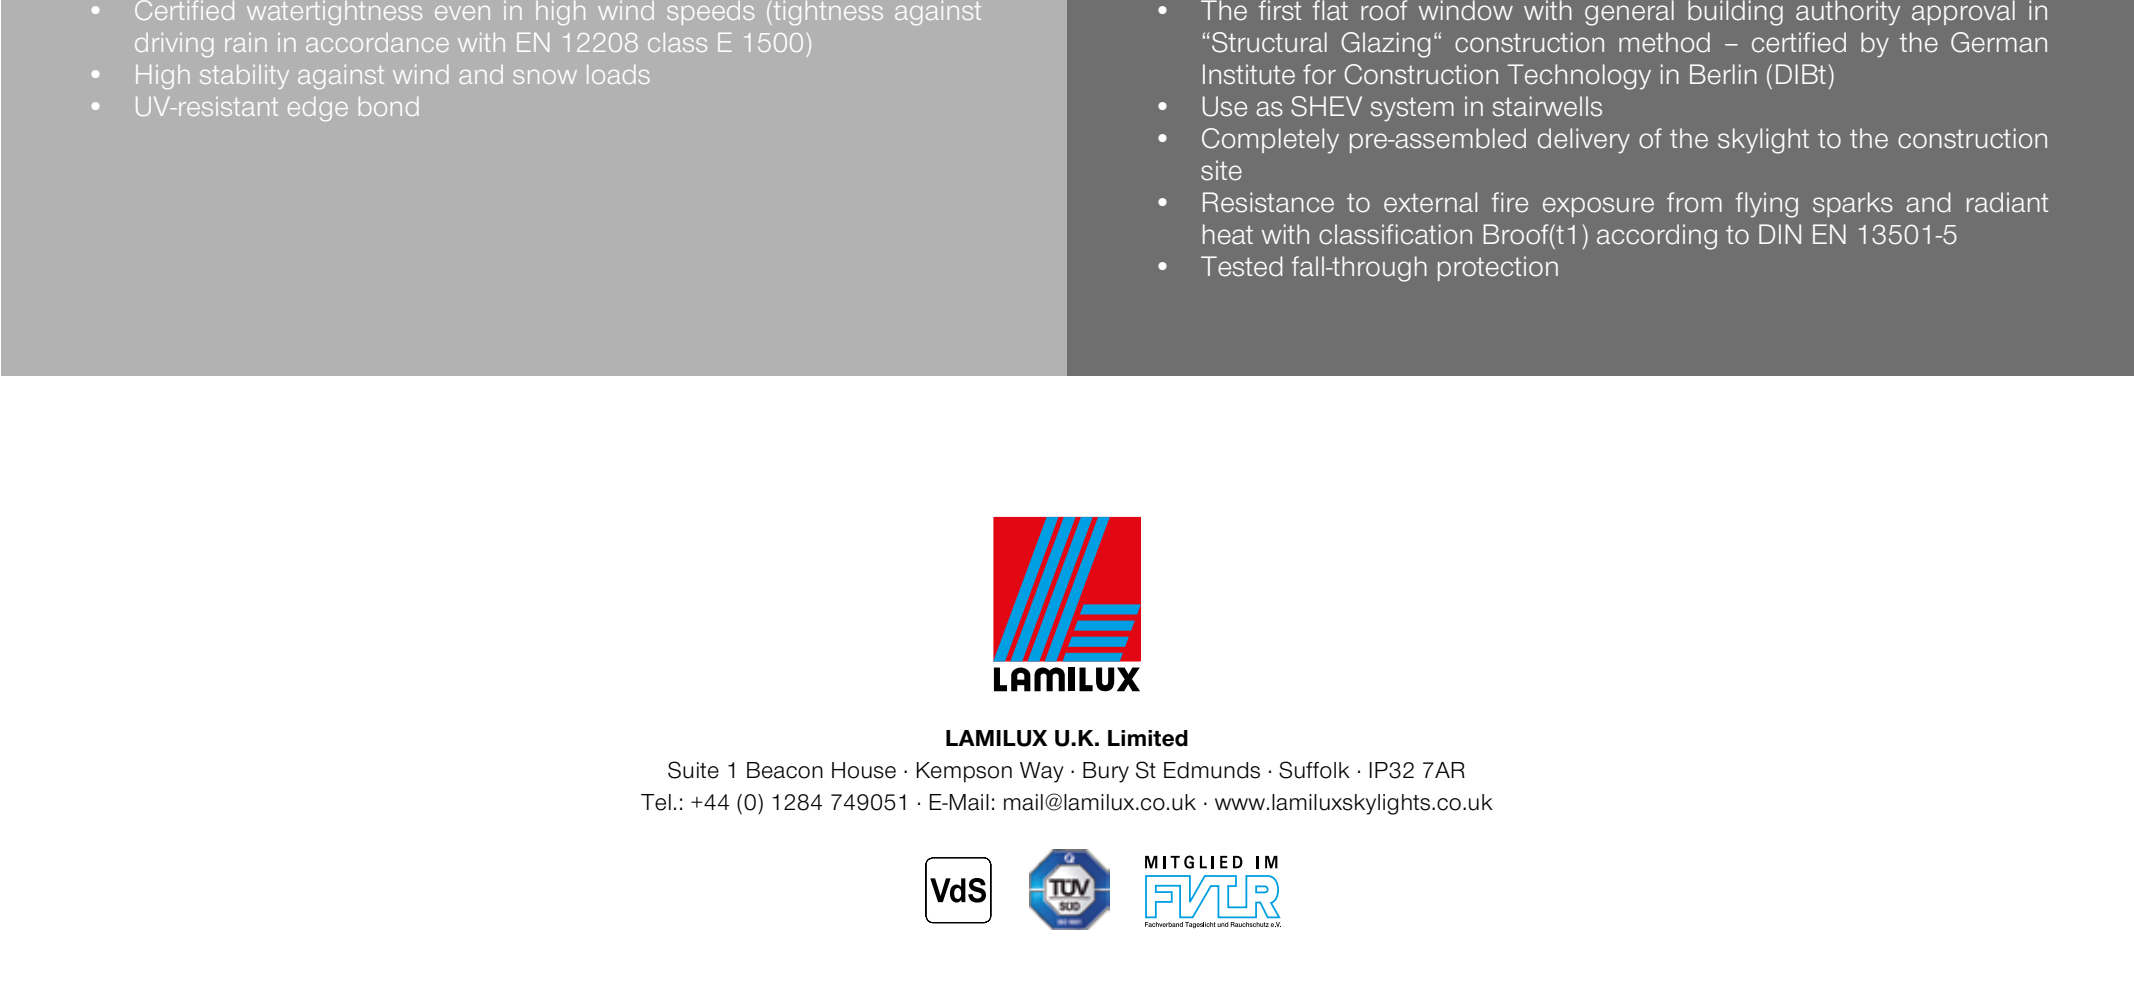 • Certified watertightness even in high wind speeds (tightness against
driving rain in accordance with EN 12208 class E 1500)
• High stability against wind and snow loads
• UV-resistant edge bond
• The first flat roof window with general building authority approval in
“Structural Glazing“ construction method – certified by the German
Institute for Construction Technology in Berlin (DIBt)
• Use as SHEV system in stairwells
• Completely pre-assembled delivery of the skylight to the construction
site
• Resistance to external fire exposure from flying sparks and radiant
heat with classification Broof(t1) according to DIN EN 13501-5
• Tested fall-through protection
LAMILUX
LAMILUX U.K. Limited
Suite 1 Beacon House · Kempson Way · Bury St Edmunds · Suffolk · IP32 7AR
Tel.: +44 (0) 1284 749051 · E-Mail: mail@lamilux.co.uk · www.lamiluxskylights.co.uk
VdS
Q
TÜV
SÜD
MITGLIED IM
FVLR
Fachverband Tageslicht und Rauchschutz e.V.